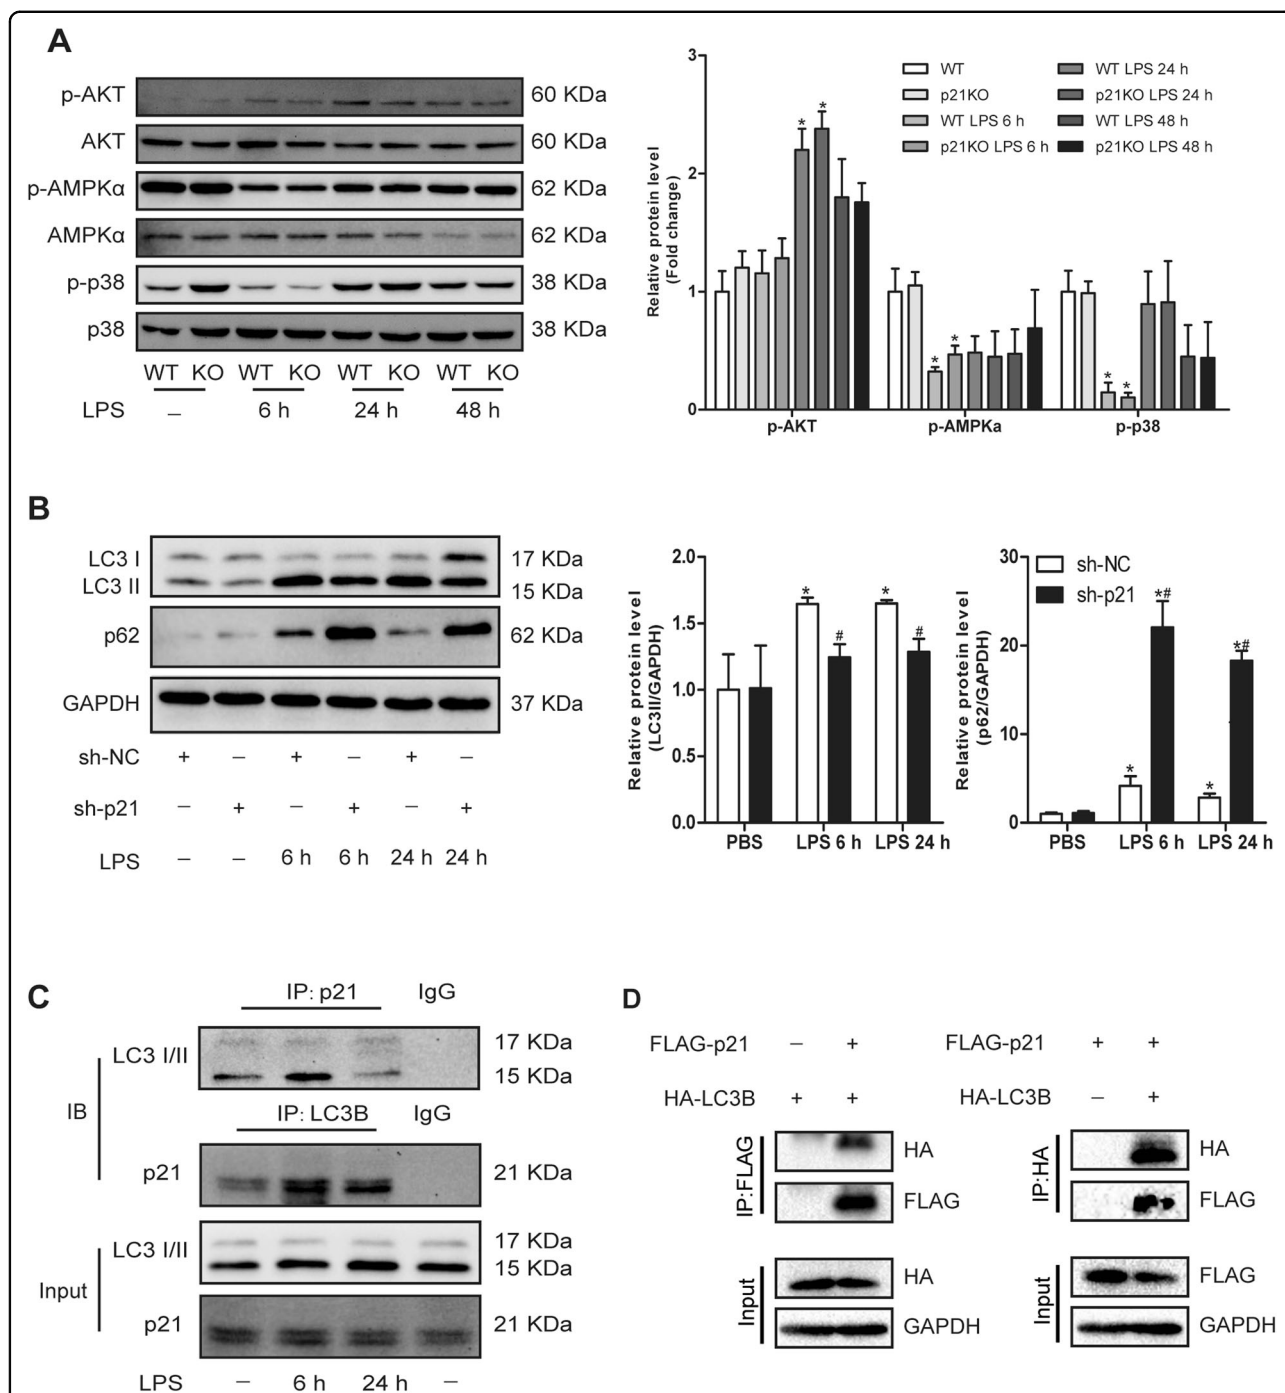 A
p-AKT 60 KDa
AKT 60 KDa
p-AMPKα 62 KDa
AMPKα 62 KDa
p-p38 38 KDa
p38 38 KDa
WT KO WT KO WT KO WT KO
LPS – 6 h 24 h 48 h
Relative protein level
(Fold change)
3
2
1
0
WT
p21KO
WT LPS 6 h
p21KO LPS 6 h
WT LPS 24 h
p21KO LPS 24 h
WT LPS 48 h
p21KO LPS 48 h
* *
* *
* *
p-AKT p-AMPKa p-p38
B
LC3 I 17 KDa
LC3 II 15 KDa
p62 62 KDa
GAPDH 37 KDa
sh-NC + – + – + –
sh-p21 – + – + – +
LPS – – 6 h 6 h 24 h 24 h
Relative protein level
(LC3II/GAPDH)
2.0
1.5
1.0
0.5
0.0
* # * #
PBS LPS 6 h LPS 24 h
Relative protein level
(p62/GAPDH)
30
20
10
0
sh-NC
sh-p21
* *# * *#
PBS LPS 6 h LPS 24 h
C
IP: p21 IgG
LC3 I/II 17 KDa
15 KDa
IB
IP: LC3B IgG
p21 21 KDa
LC3 I/II 17 KDa
15 KDa
Input
p21 21 KDa
LPS – 6 h 24 h –
D
FLAG-p21 – +
HA-LC3B + +
IP:FLAG
HA
FLAG
Input
HA
GAPDH
FLAG-p21 + +
HA-LC3B – +
IP:HA
HA
FLAG
Input
FLAG
GAPDH